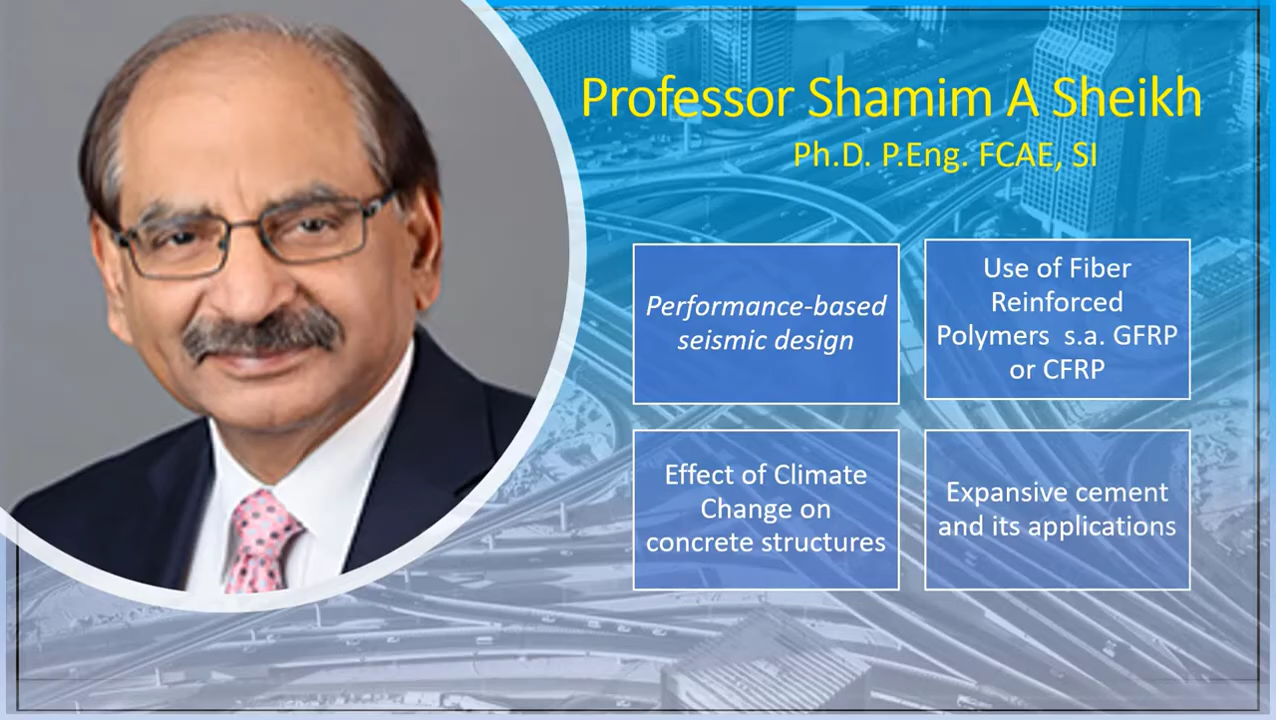 Professor Shamim A Sheikh
Ph.D. P.Eng. FCAE, SI
Performance-based
seismic design
Use of Fiber
Reinforced
Polymers s.a. GFRP
or CFRP
Effect of Climate
Change on
concrete structures
Expansive cement
and its applications